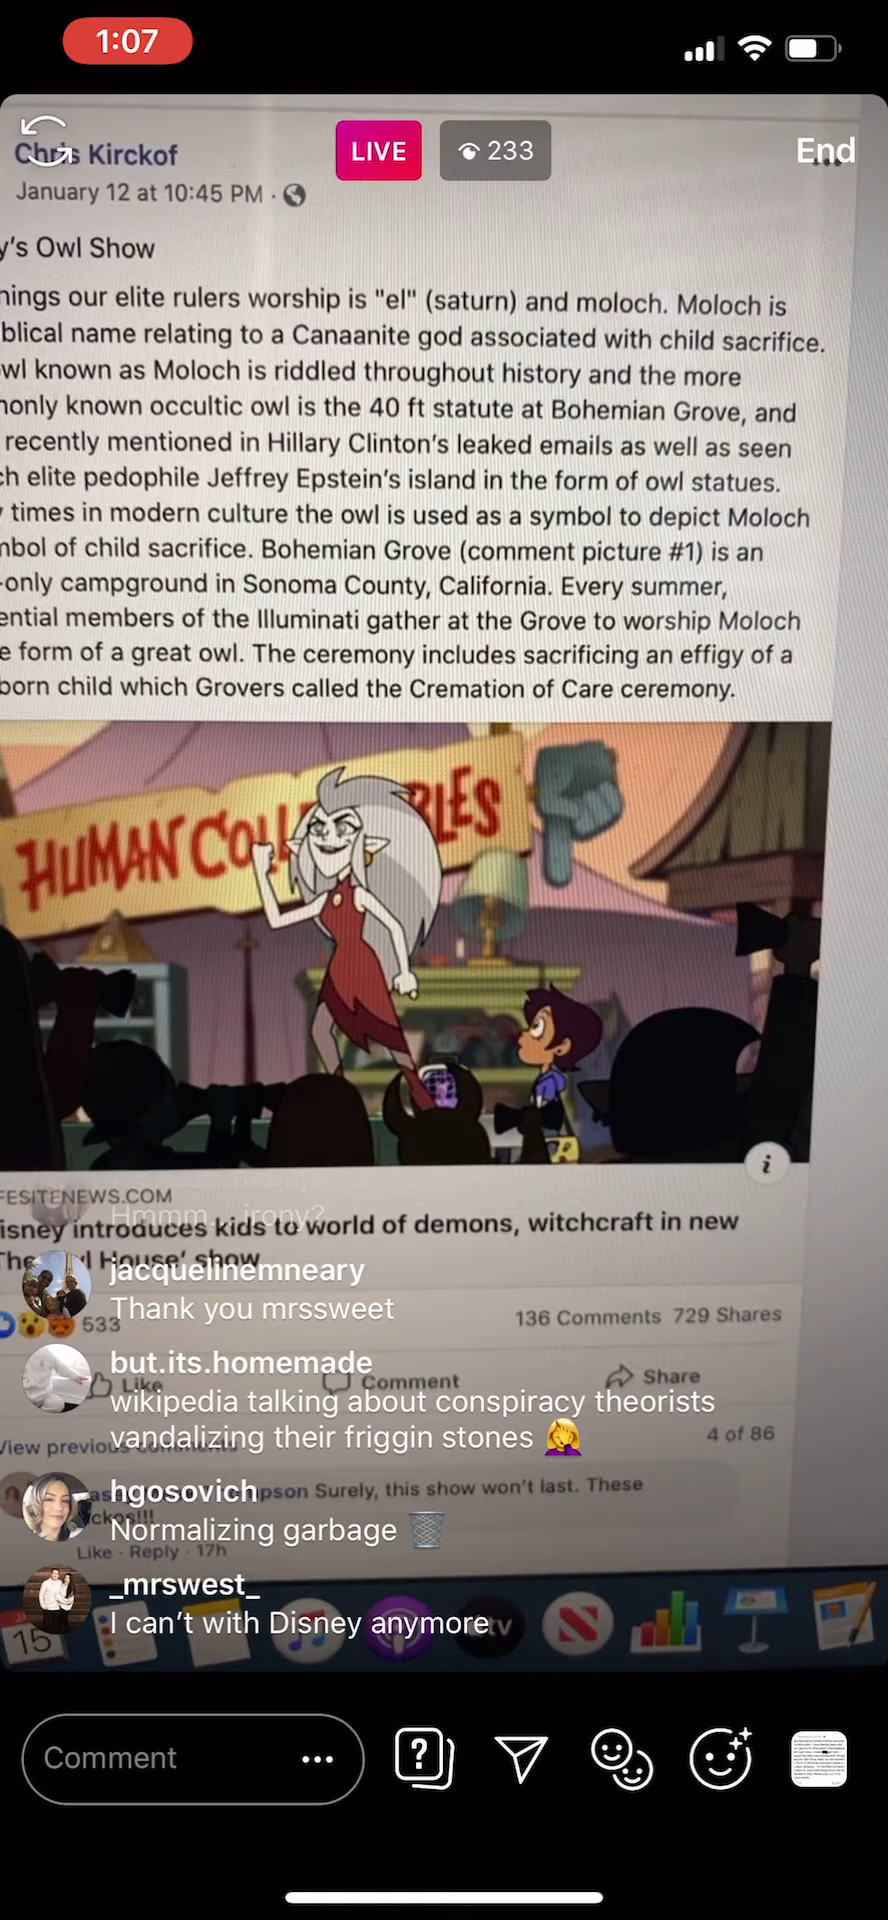 1:07
Chris Kirckof
LIVE
233
End
January 12 at 10:45 PM
y's Owl Show
hings our elite rulers worship is "el" (saturn) and moloch. Moloch is
blical name relating to a Canaanite god associated with child sacrifice.
wl known as Moloch is riddled throughout history and the more
nonly known occultic owl is the 40 ft statute at Bohemian Grove, and
recently mentioned in Hillary Clinton's leaked emails as well as seen
ch elite pedophile Jeffrey Epstein's island in the form of owl statues.
times in modern culture the owl is used as a symbol to depict Moloch
mbol of child sacrifice. Bohemian Grove (comment picture #1) is an
-only campground in Sonoma County, California. Every summer,
ential members of the Illuminati gather at the Grove to worship Moloch
e form of a great owl. The ceremony includes sacrificing an effigy of a
born child which Grovers called the Cremation of Care ceremony.
HUMAN COLL BLES
FESITENEWS.COM
Hmmm... irony?
isney introduces kids to world of demons, witchcraft in new
The wl House' show
jacquelinemneary
Thank you mrssweet
533
136 Comments 729 Shares
but.its.homemade
Like
Comment
Share
wikipedia talking about conspiracy theorists
vandalizing their friggin stones 🤦‍♀️
View previous comments
4 of 86
hgosovich
pson Surely, this show won't last. These
ckos!!!
Normalizing garbage 🗑️
Like · Reply · 17h
_mrswest_
I can't with Disney anymore
15
tv
Comment